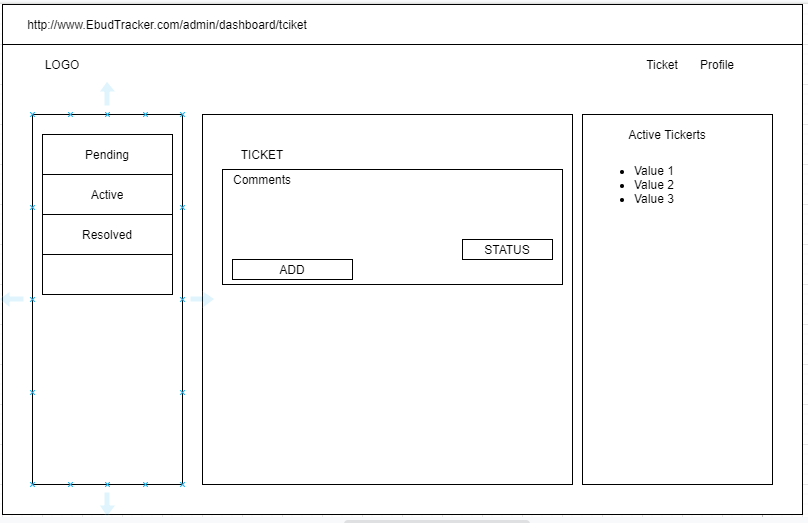 http://www.EbudTracker.com/admin/dashboard/tciket
LOGO
Ticket
Profile
Pending
Active
Resolved
TICKET
Comments
STATUS
ADD
Active Tickerts
Value 1
Value 2
Value 3